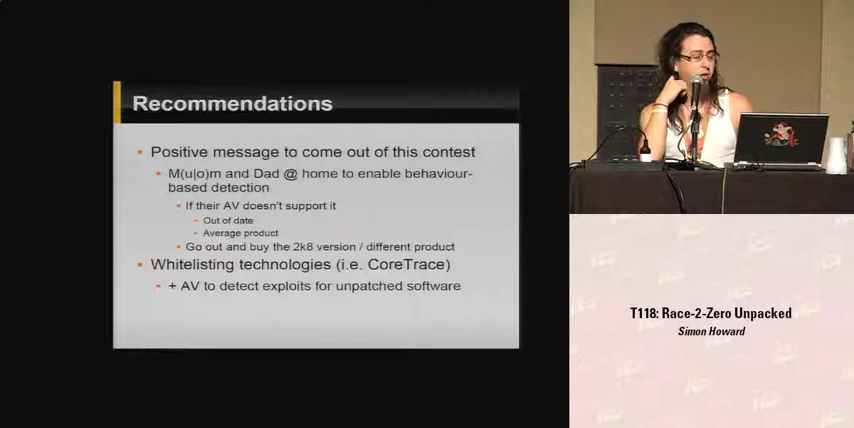 Recommendations
Positive message to come out of this contest
M(u|o)m and Dad @ home to enable behaviour-
based detection
If their AV doesn't support it
Out of date
Average product
Go out and buy the 2k8 version / different product
Whitelisting technologies (i.e. CoreTrace)
+ AV to detect exploits for unpatched software
T118: Race-2-Zero Unpacked
Simon Howard